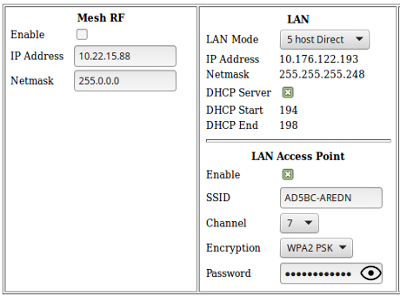 Mesh RF
Enable
IP Address 10.22.15.88
Netmask 255.0.0.0
LAN
LAN Mode 5 host Direct
IP Address 10.176.122.193
Netmask 255.255.255.248
DHCP Server
DHCP Start 194
DHCP End 198
LAN Access Point
Enable
SSID AD5BC-AREDN
Channel 7
Encryption WPA2 PSK
Password ••••••••••••